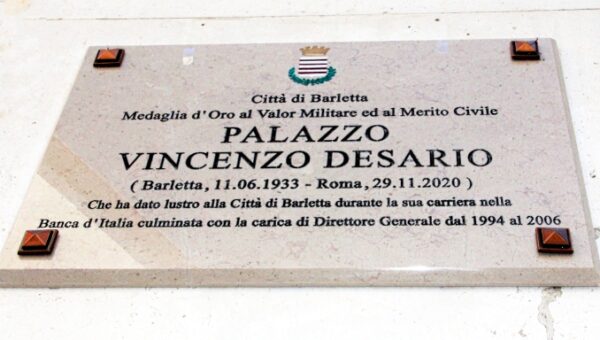 Città di Barletta
Medaglia d'Oro al Valor Militare ed al Merito Civile
PALAZZO
VINCENZO DESARIO
( Barletta, 11.06.1933 - Roma, 29.11.2020 )
Che ha dato lustro alla Città di Barletta durante la sua carriera nella
Banca d'Italia culminata con la carica di Direttore Generale dal 1994 al 2006